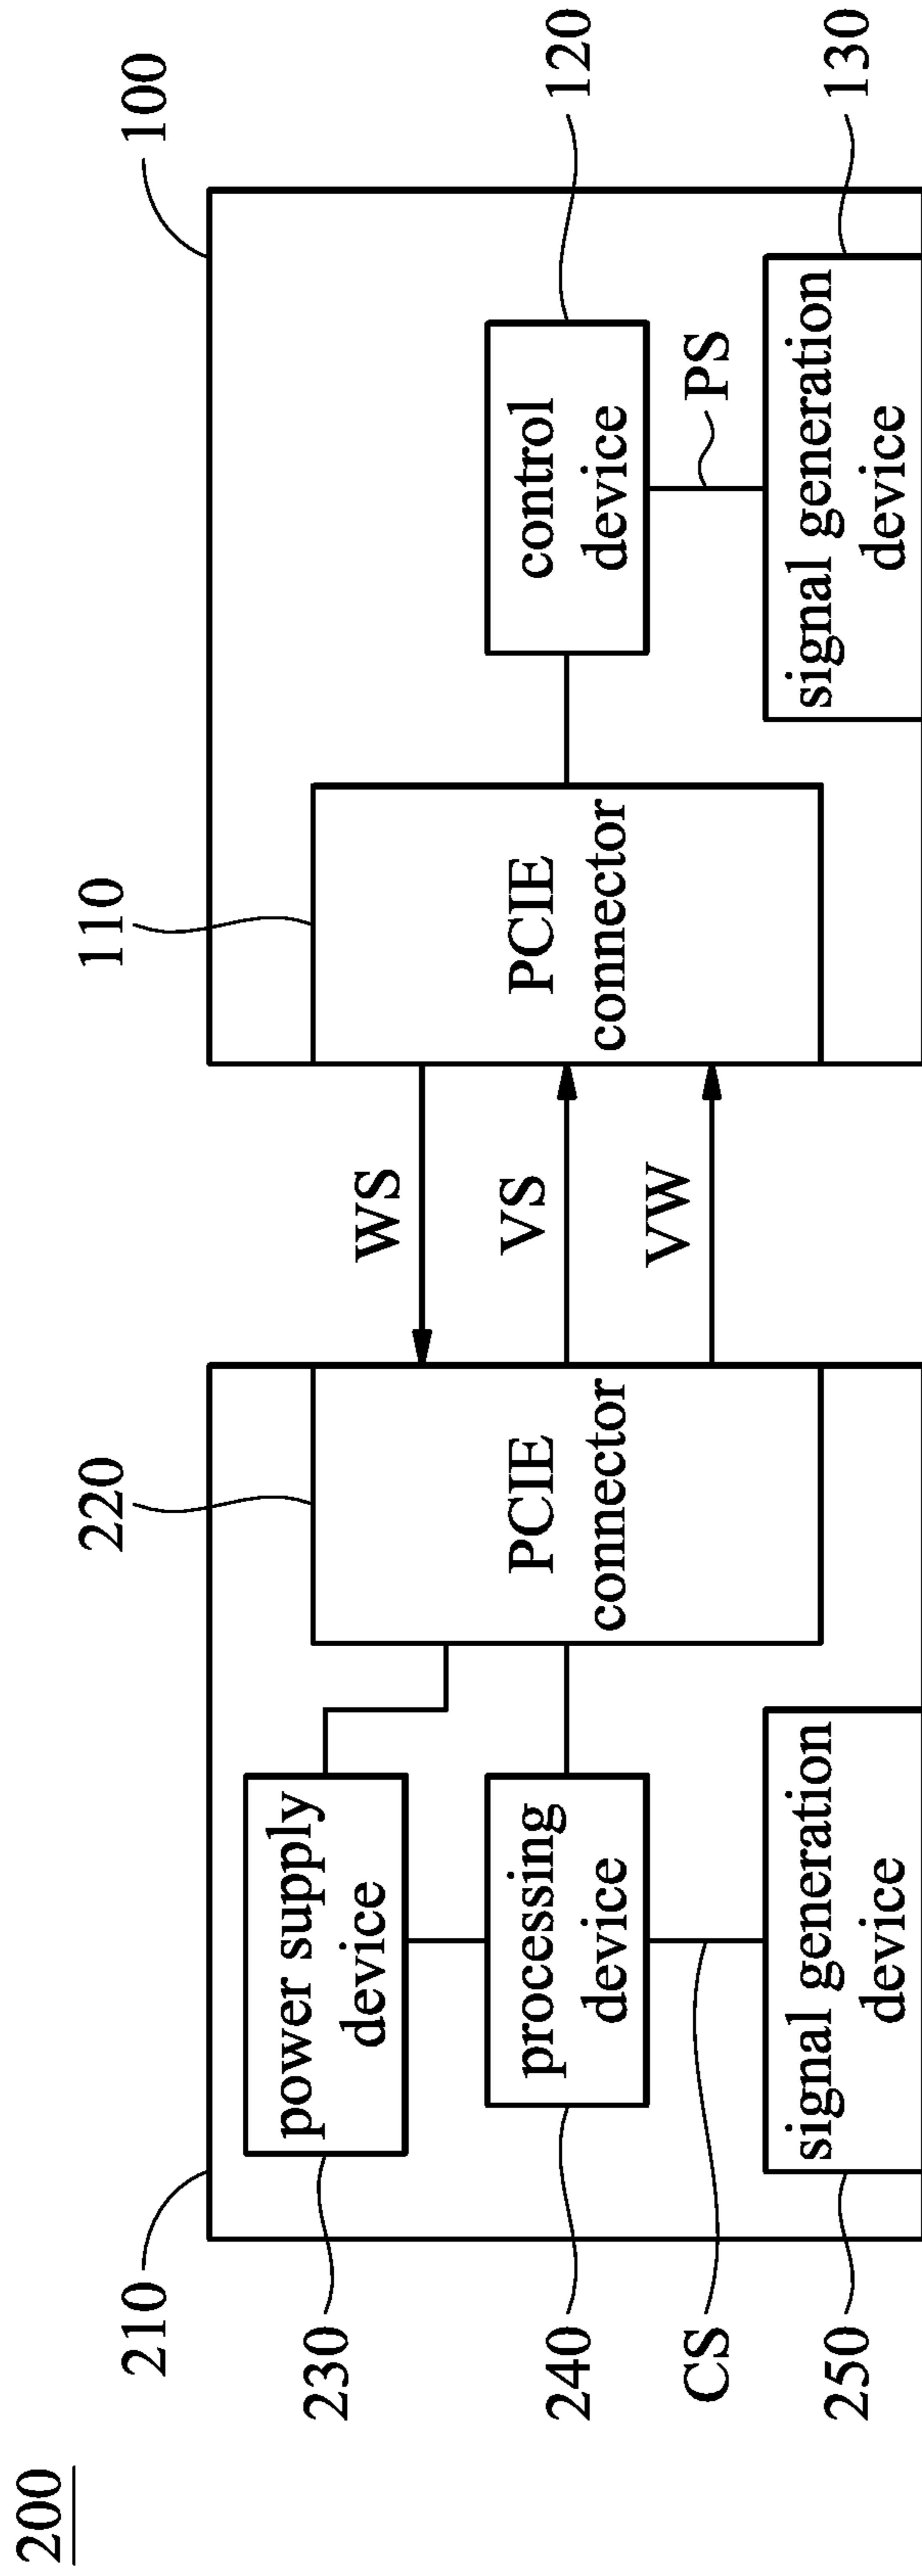 200
210
220
110
100
230
power supply
device
240
processing
device
CS
250
signal generation
device
PCIE
connector
WS
VS
VW
PCIE
connector
control
device
120
PS
signal generation
device
130